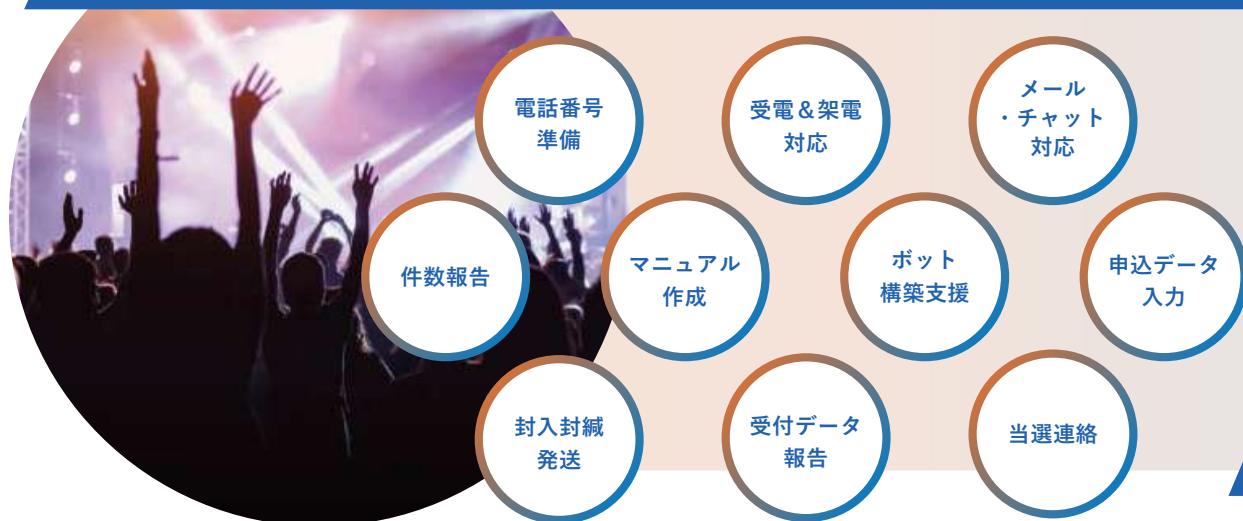 電話番号
準備
受電＆架電
対応
メール
・チャット
対応
件数報告
マニュアル
作成
ボット
構築支援
申込データ
入力
封入封緘
発送
受付データ
報告
当選連絡